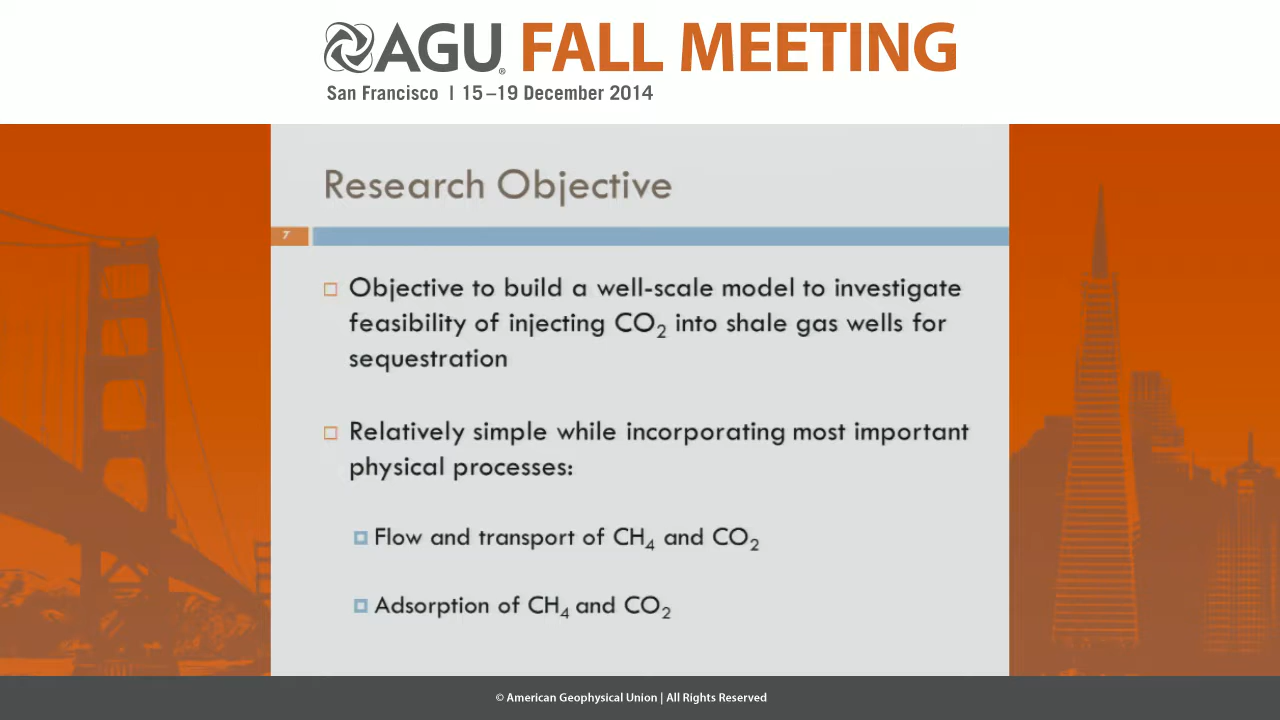 AGU® FALL MEETING
San Francisco | 15–19 December 2014
Research Objective
7
Objective to build a well-scale model to investigate
feasibility of injecting CO₂ into shale gas wells for
sequestration
Relatively simple while incorporating most important
physical processes:
Flow and transport of CH₄ and CO₂
Adsorption of CH₄ and CO₂
© American Geophysical Union | All Rights Reserved